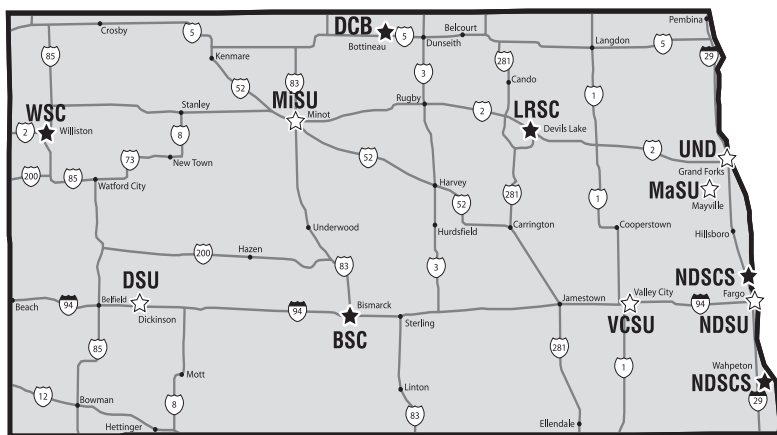 Pembina
DCB
Crosby
5
Bottineau
5
Belcourt
Dunseith
Langdon
5
29
85
Kenmare
281
3
52
83
Cando
WSC
Stanley
MiSU
Rugby
2
LRSC
1
2
Williston
8
Minot
Devils Lake
2
UND
73
New Town
52
Grand Forks
200
85
Watford City
Harvey
281
MaSU
52
1
Mayville
Underwood
Hurdsfield
Carrington
Cooperstown
Hillsboro
Hazen
200
83
3
DSU
NDSCS
Beach
94
Belfield
Dickinson
94
Bismarck
Jamestown
Valley City
94
Fargo
BSC
Sterling
VCSU
NDSU
85
281
Mott
1
Wahpeton
12
Linton
NDSCS
Bowman
8
29
Hettinger
83
Ellendale